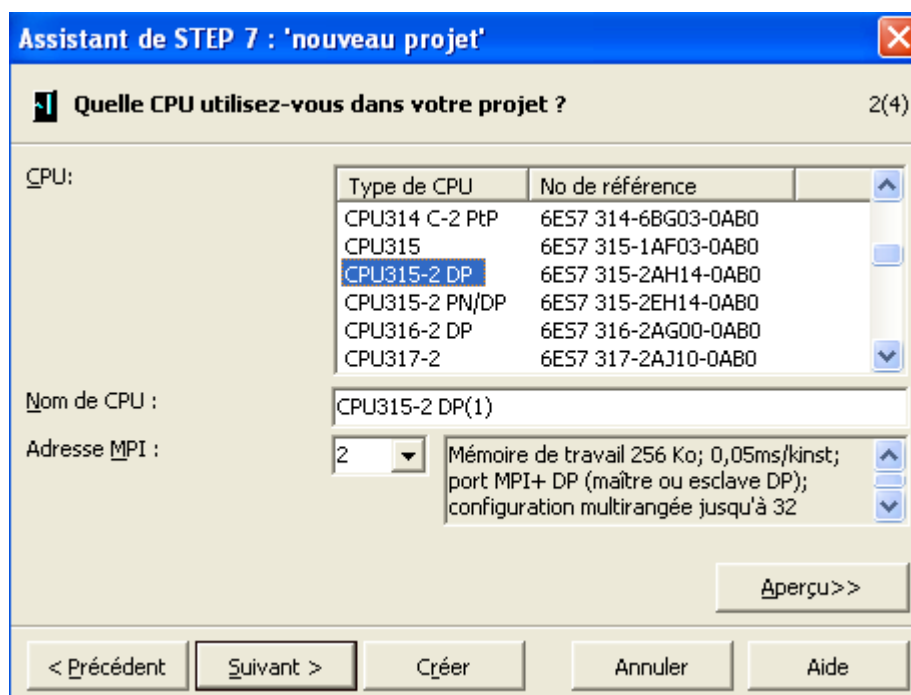 Assistant de STEP 7 : 'nouveau projet'
Quelle CPU utilisez-vous dans votre projet ? 2(4)
CPU:
Type de CPU No de référence
CPU314 C-2 PtP 6ES7 314-6BG03-0AB0
CPU315 6ES7 315-1AF03-0AB0
CPU315-2 DP 6ES7 315-2AH14-0AB0
CPU315-2 PN/DP 6ES7 315-2EH14-0AB0
CPU316-2 DP 6ES7 316-2AG00-0AB0
CPU317-2 6ES7 317-2AJ10-0AB0
Nom de CPU : CPU315-2 DP(1)
Adresse MPI : 2
Mémoire de travail 256 Ko; 0,05ms/kinst;
port MPI+ DP (maître ou esclave DP);
configuration multirangée jusqu'à 32
Aperçu>>
< Précédent Suivant > Créer Annuler Aide